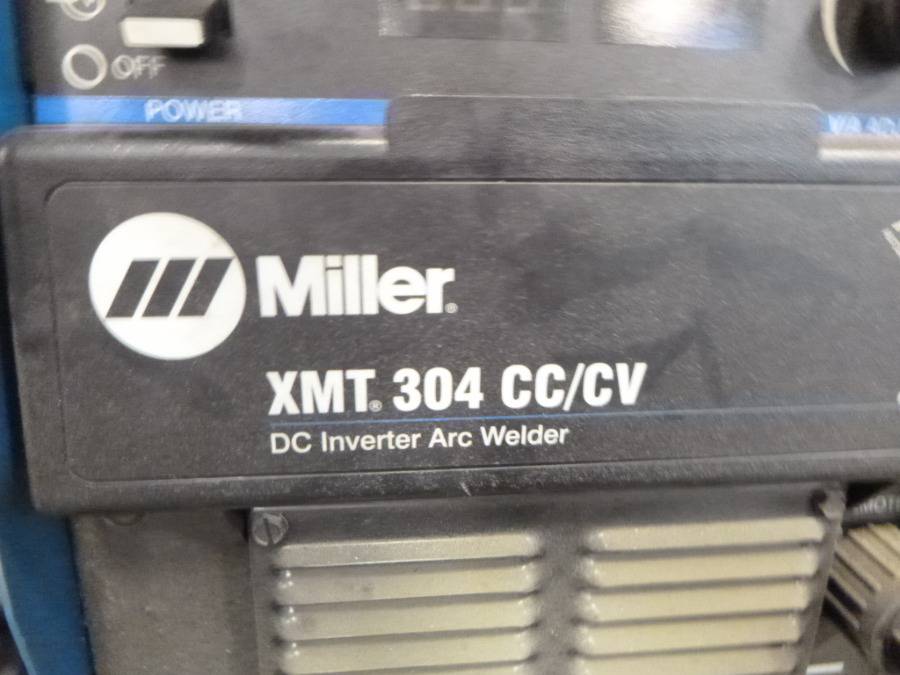 OFF
POWER
Miller®
XMT® 304 CC/CV
DC Inverter Arc Welder